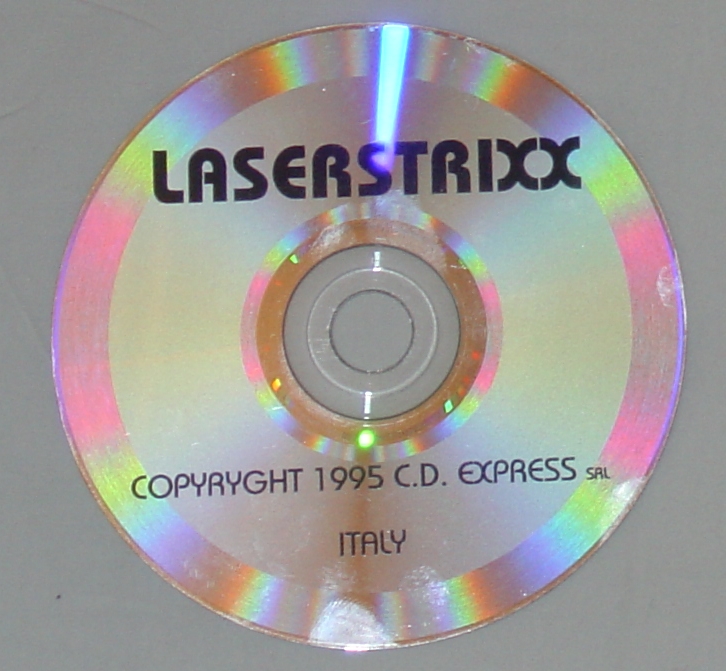 LASERSTRIXX
COPYRYGHT 1995 C.D. EXPRESS SRL
ITALY